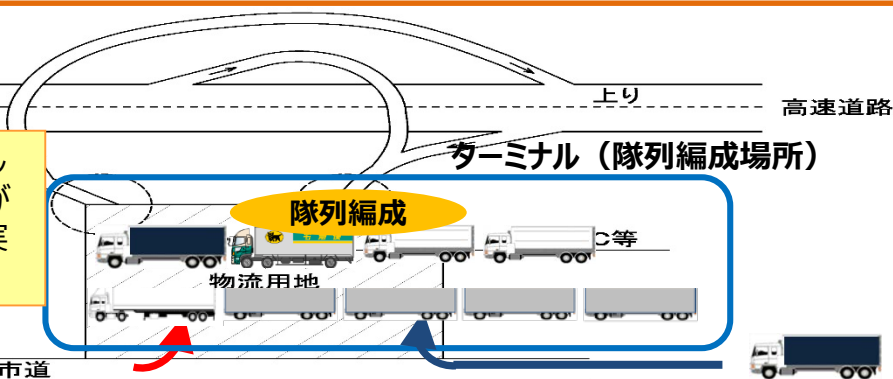 上り
高速道路
ターミナル（隊列編成場所）
が
実
隊列編成
C等
物流用地
市道